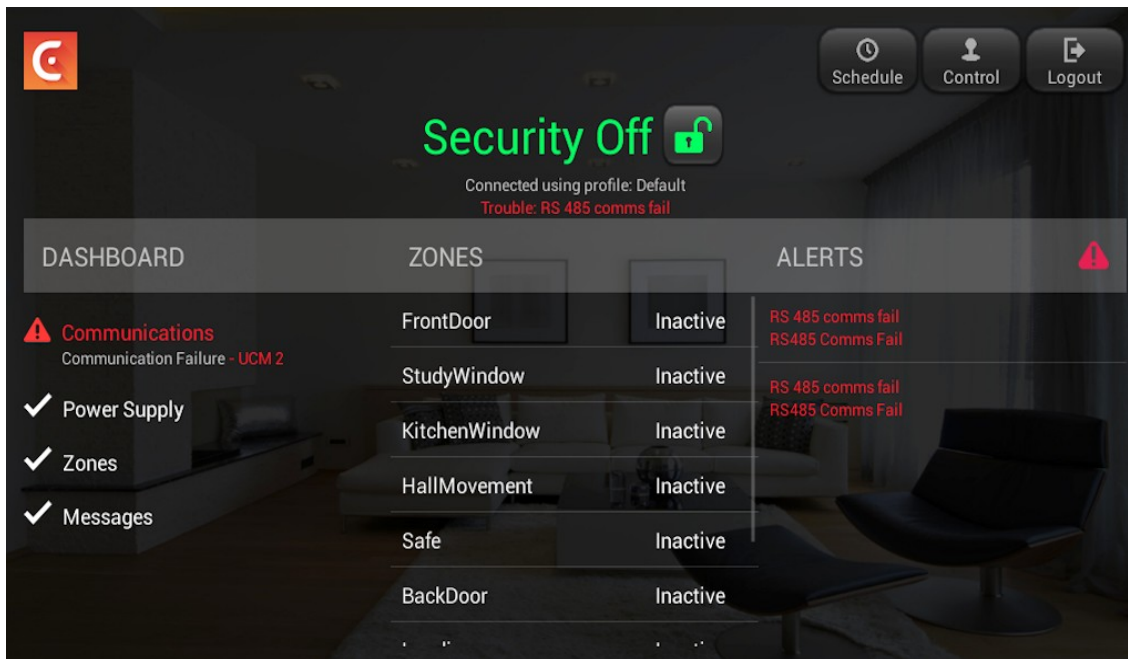 Schedule
Control
Logout
Security Off
Connected using profile: Default
Trouble: RS 485 comms fail
DASHBOARD
ZONES
ALERTS
Communications
Communication Failure - UCM 2
Power Supply
Zones
Messages
FrontDoor Inactive
StudyWindow Inactive
KitchenWindow Inactive
HallMovement Inactive
Safe Inactive
BackDoor Inactive
RS 485 comms fail
RS485 Comms Fail
RS 485 comms fail
RS485 Comms Fail